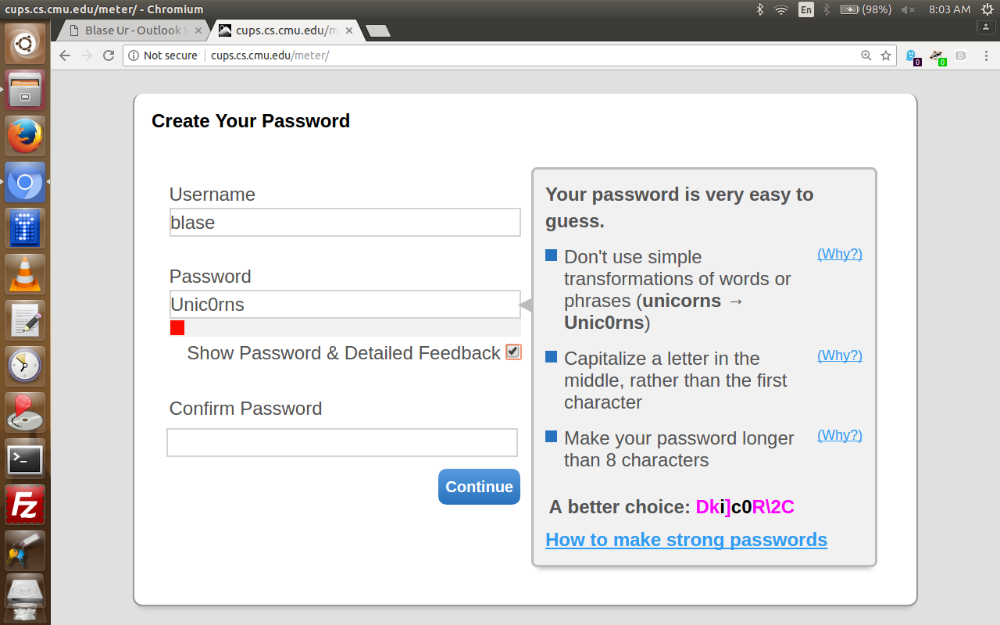 cups.cs.cmu.edu/meter/ - Chromium
En
(98%)
8:03 AM
Blase Ur - Outlook
cups.cs.cmu.edu/m
Not secure
cups.cs.cmu.edu/meter/
0
0
B
Create Your Password
Username
blase
Password
Unic0rns
Show Password & Detailed Feedback
Confirm Password
Continue
Your password is very easy to
guess.
Don't use simple (Why?)
transformations of words or
phrases (unicorns →
Unic0rns)
Capitalize a letter in the (Why?)
middle, rather than the first
character
Make your password longer (Why?)
than 8 characters
A better choice: Dki]c0R\2C
How to make strong passwords
T
>_
FZ